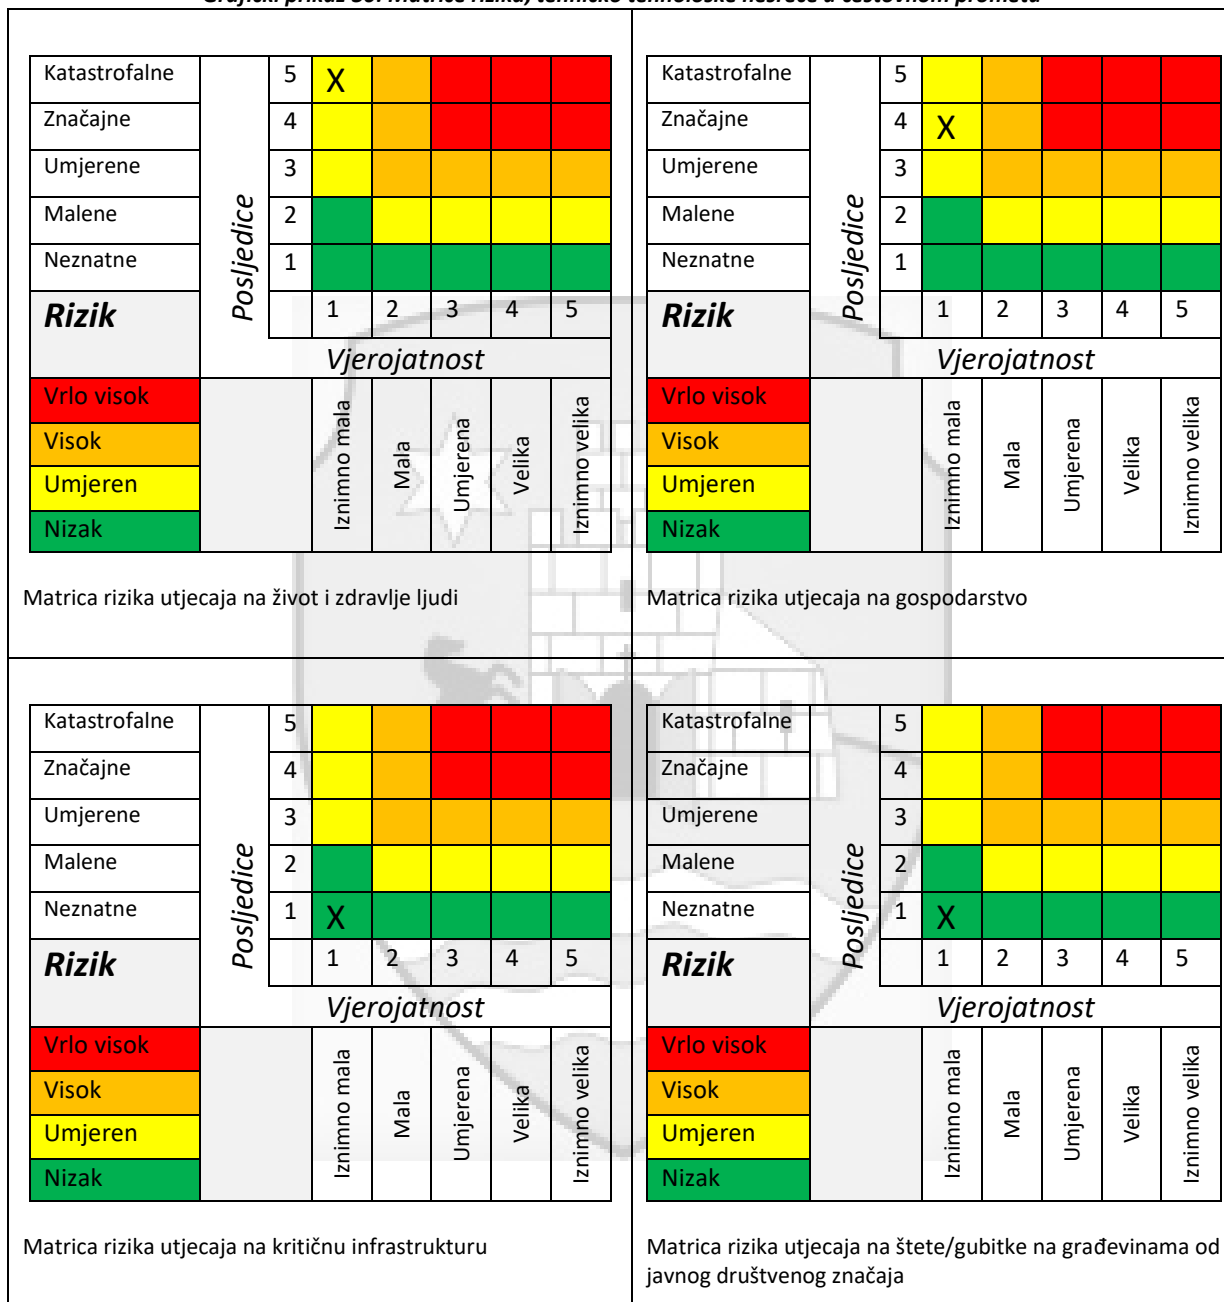 Grafički prikaz Matrice rizika, tehničko tehnološke nesreće u cestovnom prometu
Katastrofalne 5 X
Značajne 4
Umjerene 3
Malene 2
Neznatne 1
Posljedice
Rizik 1 2 3 4 5
Vjerojatnost
Vrlo visok
Visok
Umjeren
Nizak
Iznimno mala
Mala
Umjerena
Velika
Iznimno velika
Matrica rizika utjecaja na život i zdravlje ljudi
Katastrofalne 5
Značajne 4 X
Umjerene 3
Malene 2
Neznatne 1
Posljedice
Rizik 1 2 3 4 5
Vjerojatnost
Vrlo visok
Visok
Umjeren
Nizak
Iznimno mala
Mala
Umjerena
Velika
Iznimno velika
Matrica rizika utjecaja na gospodarstvo
Katastrofalne 5
Značajne 4
Umjerene 3
Malene 2
Neznatne 1 X
Posljedice
Rizik 1 2 3 4 5
Vjerojatnost
Vrlo visok
Visok
Umjeren
Nizak
Iznimno mala
Mala
Umjerena
Velika
Iznimno velika
Matrica rizika utjecaja na kritičnu infrastrukturu
Katastrofalne 5
Značajne 4
Umjerene 3
Malene 2
Neznatne 1 X
Posljedice
Rizik 1 2 3 4 5
Vjerojatnost
Vrlo visok
Visok
Umjeren
Nizak
Iznimno mala
Mala
Umjerena
Velika
Iznimno velika
Matrica rizika utjecaja na štete/gubitke na građevinama od
javnog društvenog značaja